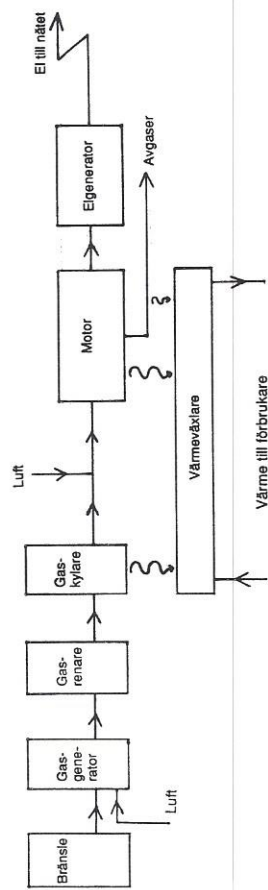 Bränsle
Luft
Gas-
gene-
rator
Gas-
renare
Gas-
kylare
Luft
Motor
Elgenerator
El till nätet
Avgaser
Värmeväxlare
Värme till förbrukare